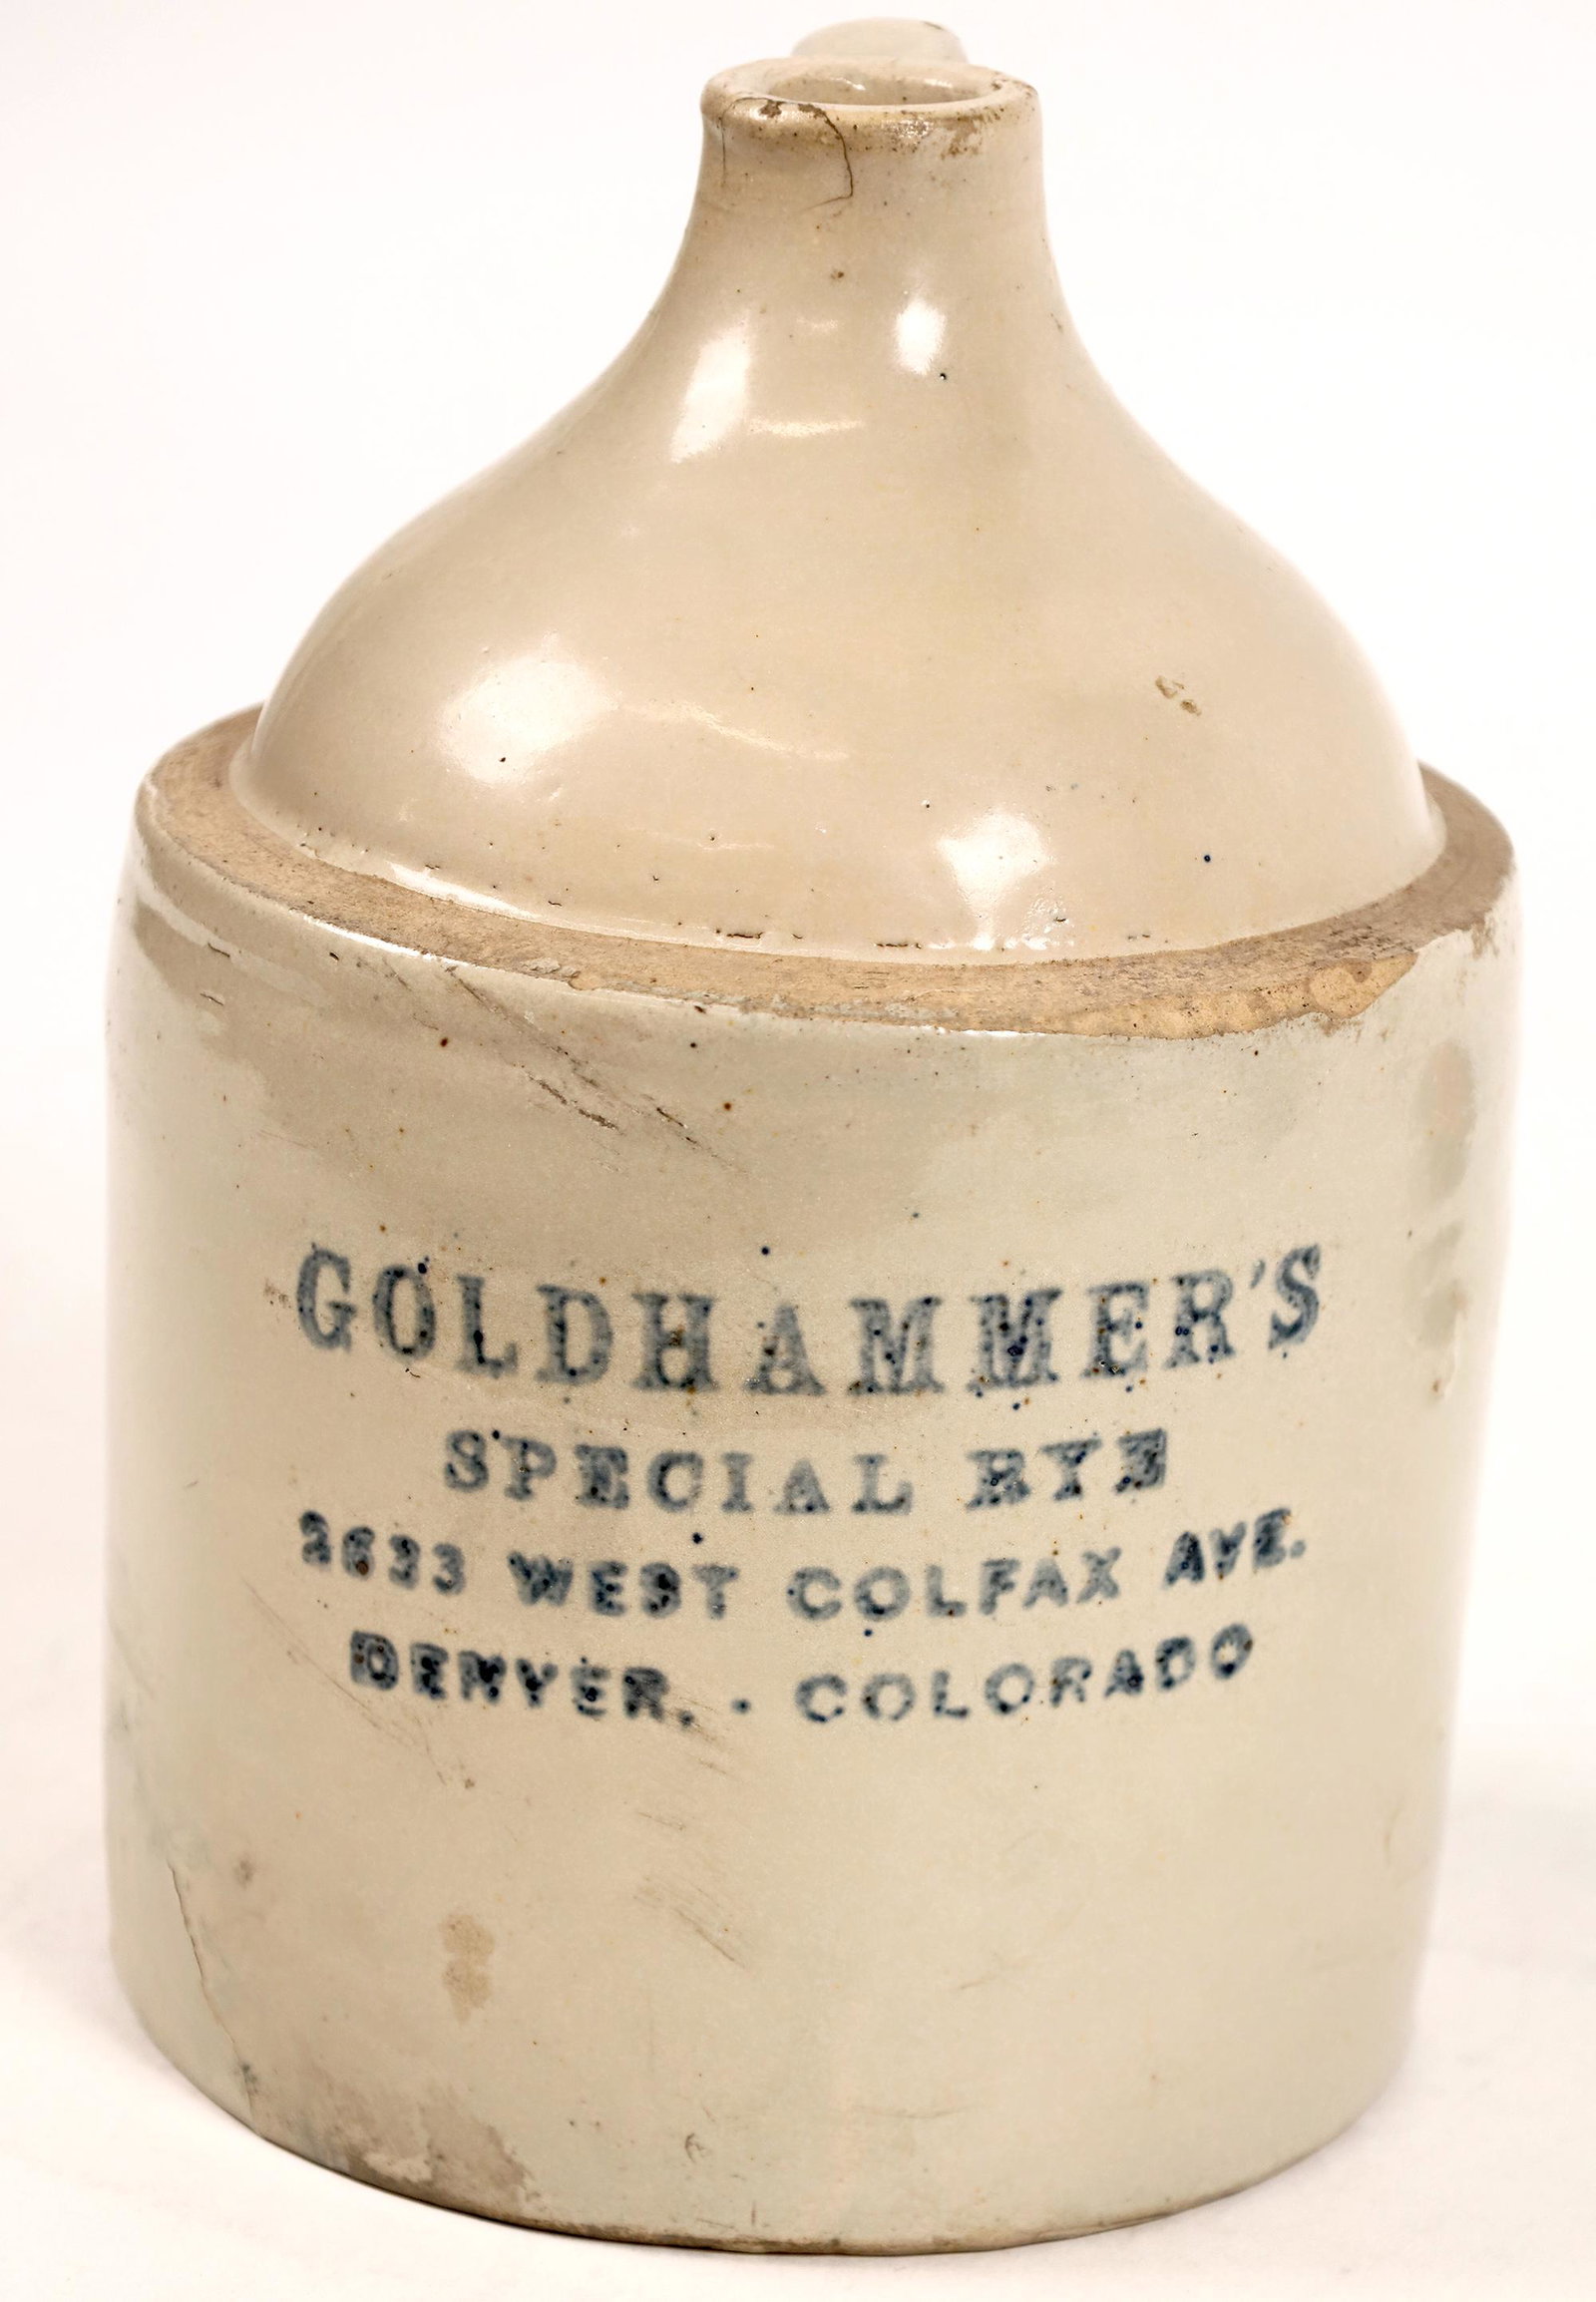 GOLDHAMMER'S
SPECIAL RYE
2633 WEST COLFAX AVE.
DENVER, - COLORADO